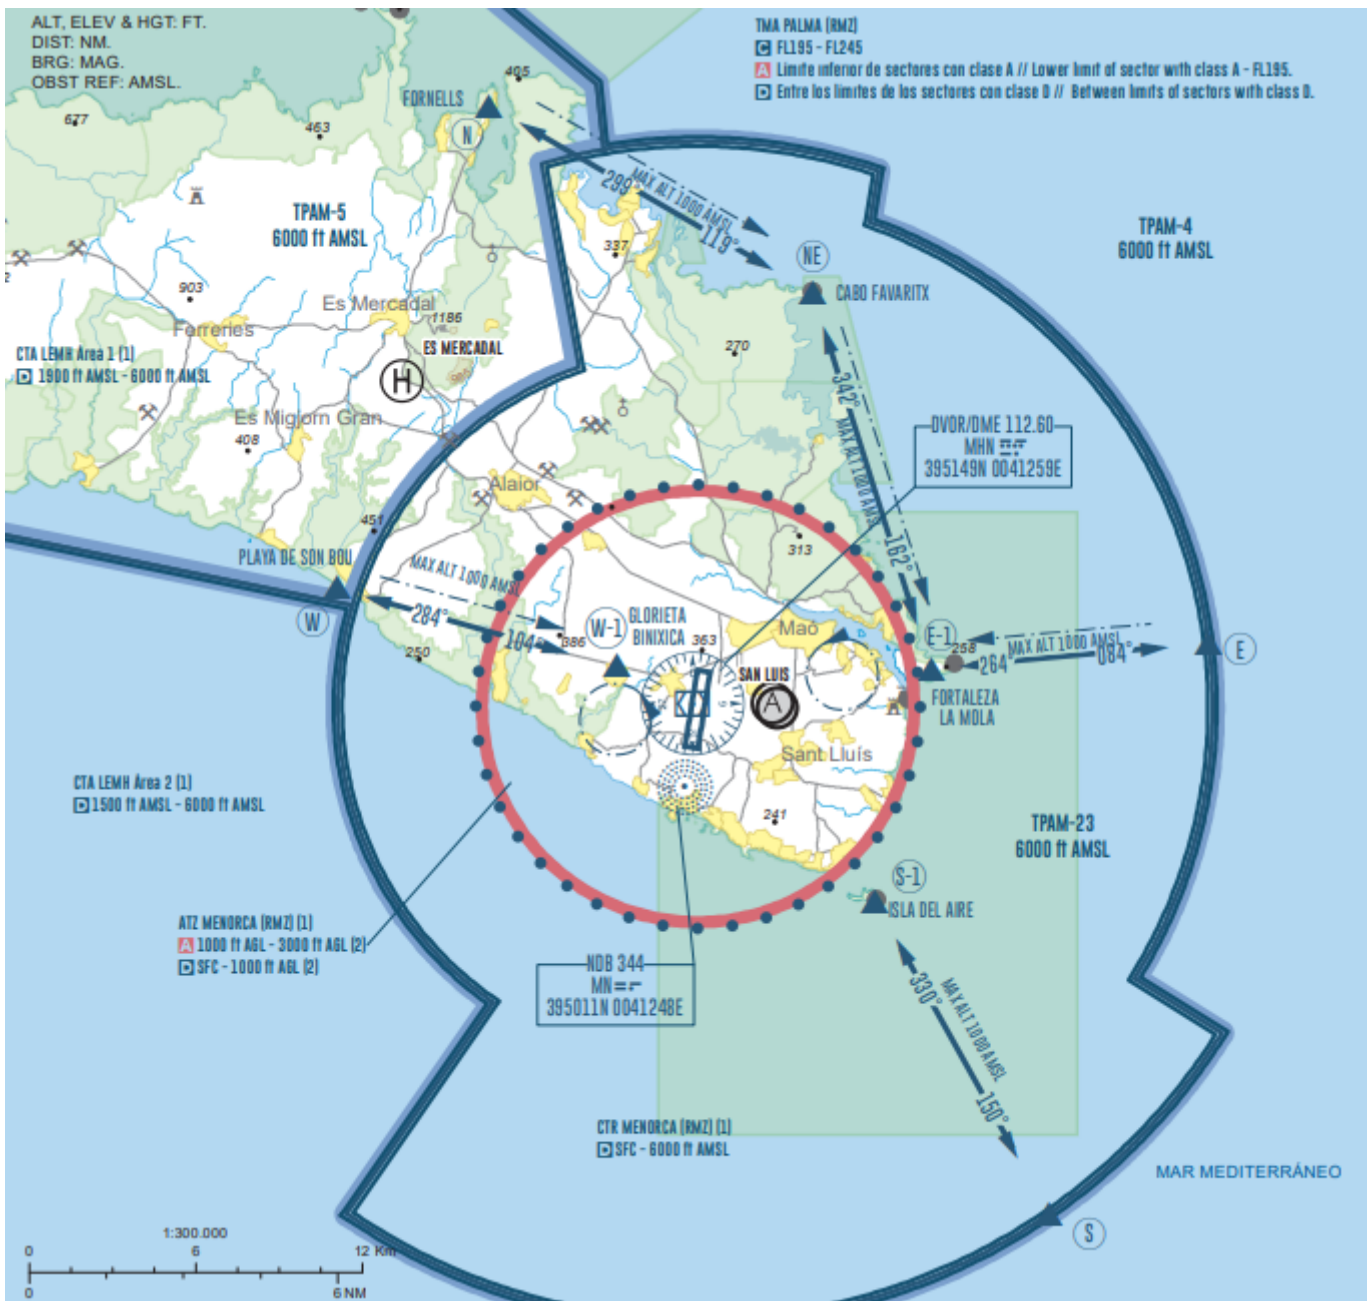 ALT, ELEV & HGT: FT.
DIST: NM.
BRG: MAG.
OBST REF: AMSL.
TMA PALMA (RMZ)
C FL195 - FL245
A Limite inferior de sectores con clase A // Lower limit of sector with class A - FL195.
D Entre los limites de los sectores con clase D // Between limits of sectors with class D.
405
FORNELLS
N
677
463
299°
MAX ALT 1000 AMSL
119°
TPAM-5
6000 ft AMSL
TPAM-4
6000 ft AMSL
337
NE
CABO FAVARITX
903
Es Mercadal
1186
Ferreries
ES MERCADAL
270
CTA LEMH Área 1 (1)
D 1900 ft AMSL - 6000 ft AMSL
H
342°
MAX ALT 1000 AMSL
162°
Es Migjorn Gran
408
DVOR/DME 112.60
MHN
395149N 0041259E
Alaior
451
313
PLAYA DE SON BOU
MAX ALT 1000 AMSL
284°
104°
W
W-1
GLORIETA
BINIXICA
386
363
250
Maó
E-1
258
MAX ALT 1000 AMSL
264°
084°
E
SAN LUIS
A
FORTALEZA
LA MOLA
Sant Lluís
CTA LEMH Área 2 (1)
D 1500 ft AMSL - 6000 ft AMSL
241
TPAM-23
6000 ft AMSL
S-1
ISLA DEL AIRE
ATZ MENORCA (RMZ) (1)
A 1000 ft AGL - 3000 ft AGL (2)
D SFC - 1000 ft AGL (2)
NDB 344
MN
395011N 0041248E
330°
MAX ALT 1000 AMSL
150°
CTR MENORCA (RMZ) (1)
D SFC - 6000 ft AMSL
MAR MEDITERRÁNEO
S
1:300.000
0 6 12 Km
0 6 NM